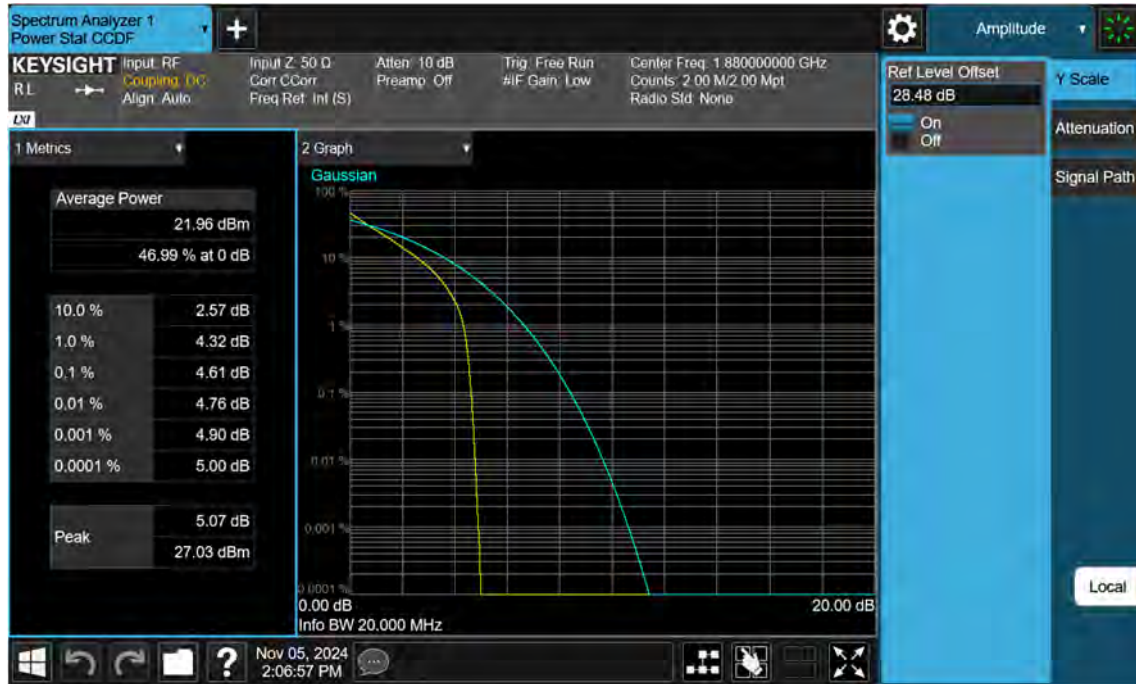 Spectrum Analyzer 1
Power Stat CCDF
+
Amplitude
KEYSIGHT
RL
LXI
Input: RF
Coupling: DC
Align: Auto
Input Z: 50 Ω
Corr CCorr
Freq Ref: Int (S)
Atten: 10 dB
Preamp: Off
Trig: Free Run
#IF Gain: Low
Center Freq: 1.880000000 GHz
Counts: 2.00 M/2.00 Mpt
Radio Std: None
Ref Level Offset
28.48 dB
On
Off
Y Scale
Attenuation
Signal Path
Local
1 Metrics
Average Power
21.96 dBm
46.99 % at 0 dB
10.0 % 2.57 dB
1.0 % 4.32 dB
0.1 % 4.61 dB
0.01 % 4.76 dB
0.001 % 4.90 dB
0.0001 % 5.00 dB
Peak
5.07 dB
27.03 dBm
2 Graph
Gaussian
100 %
10 %
1 %
0.1 %
0.01 %
0.001 %
0.0001 %
0.00 dB 20.00 dB
Info BW 20.000 MHz
?
Nov 05, 2024
2:06:57 PM